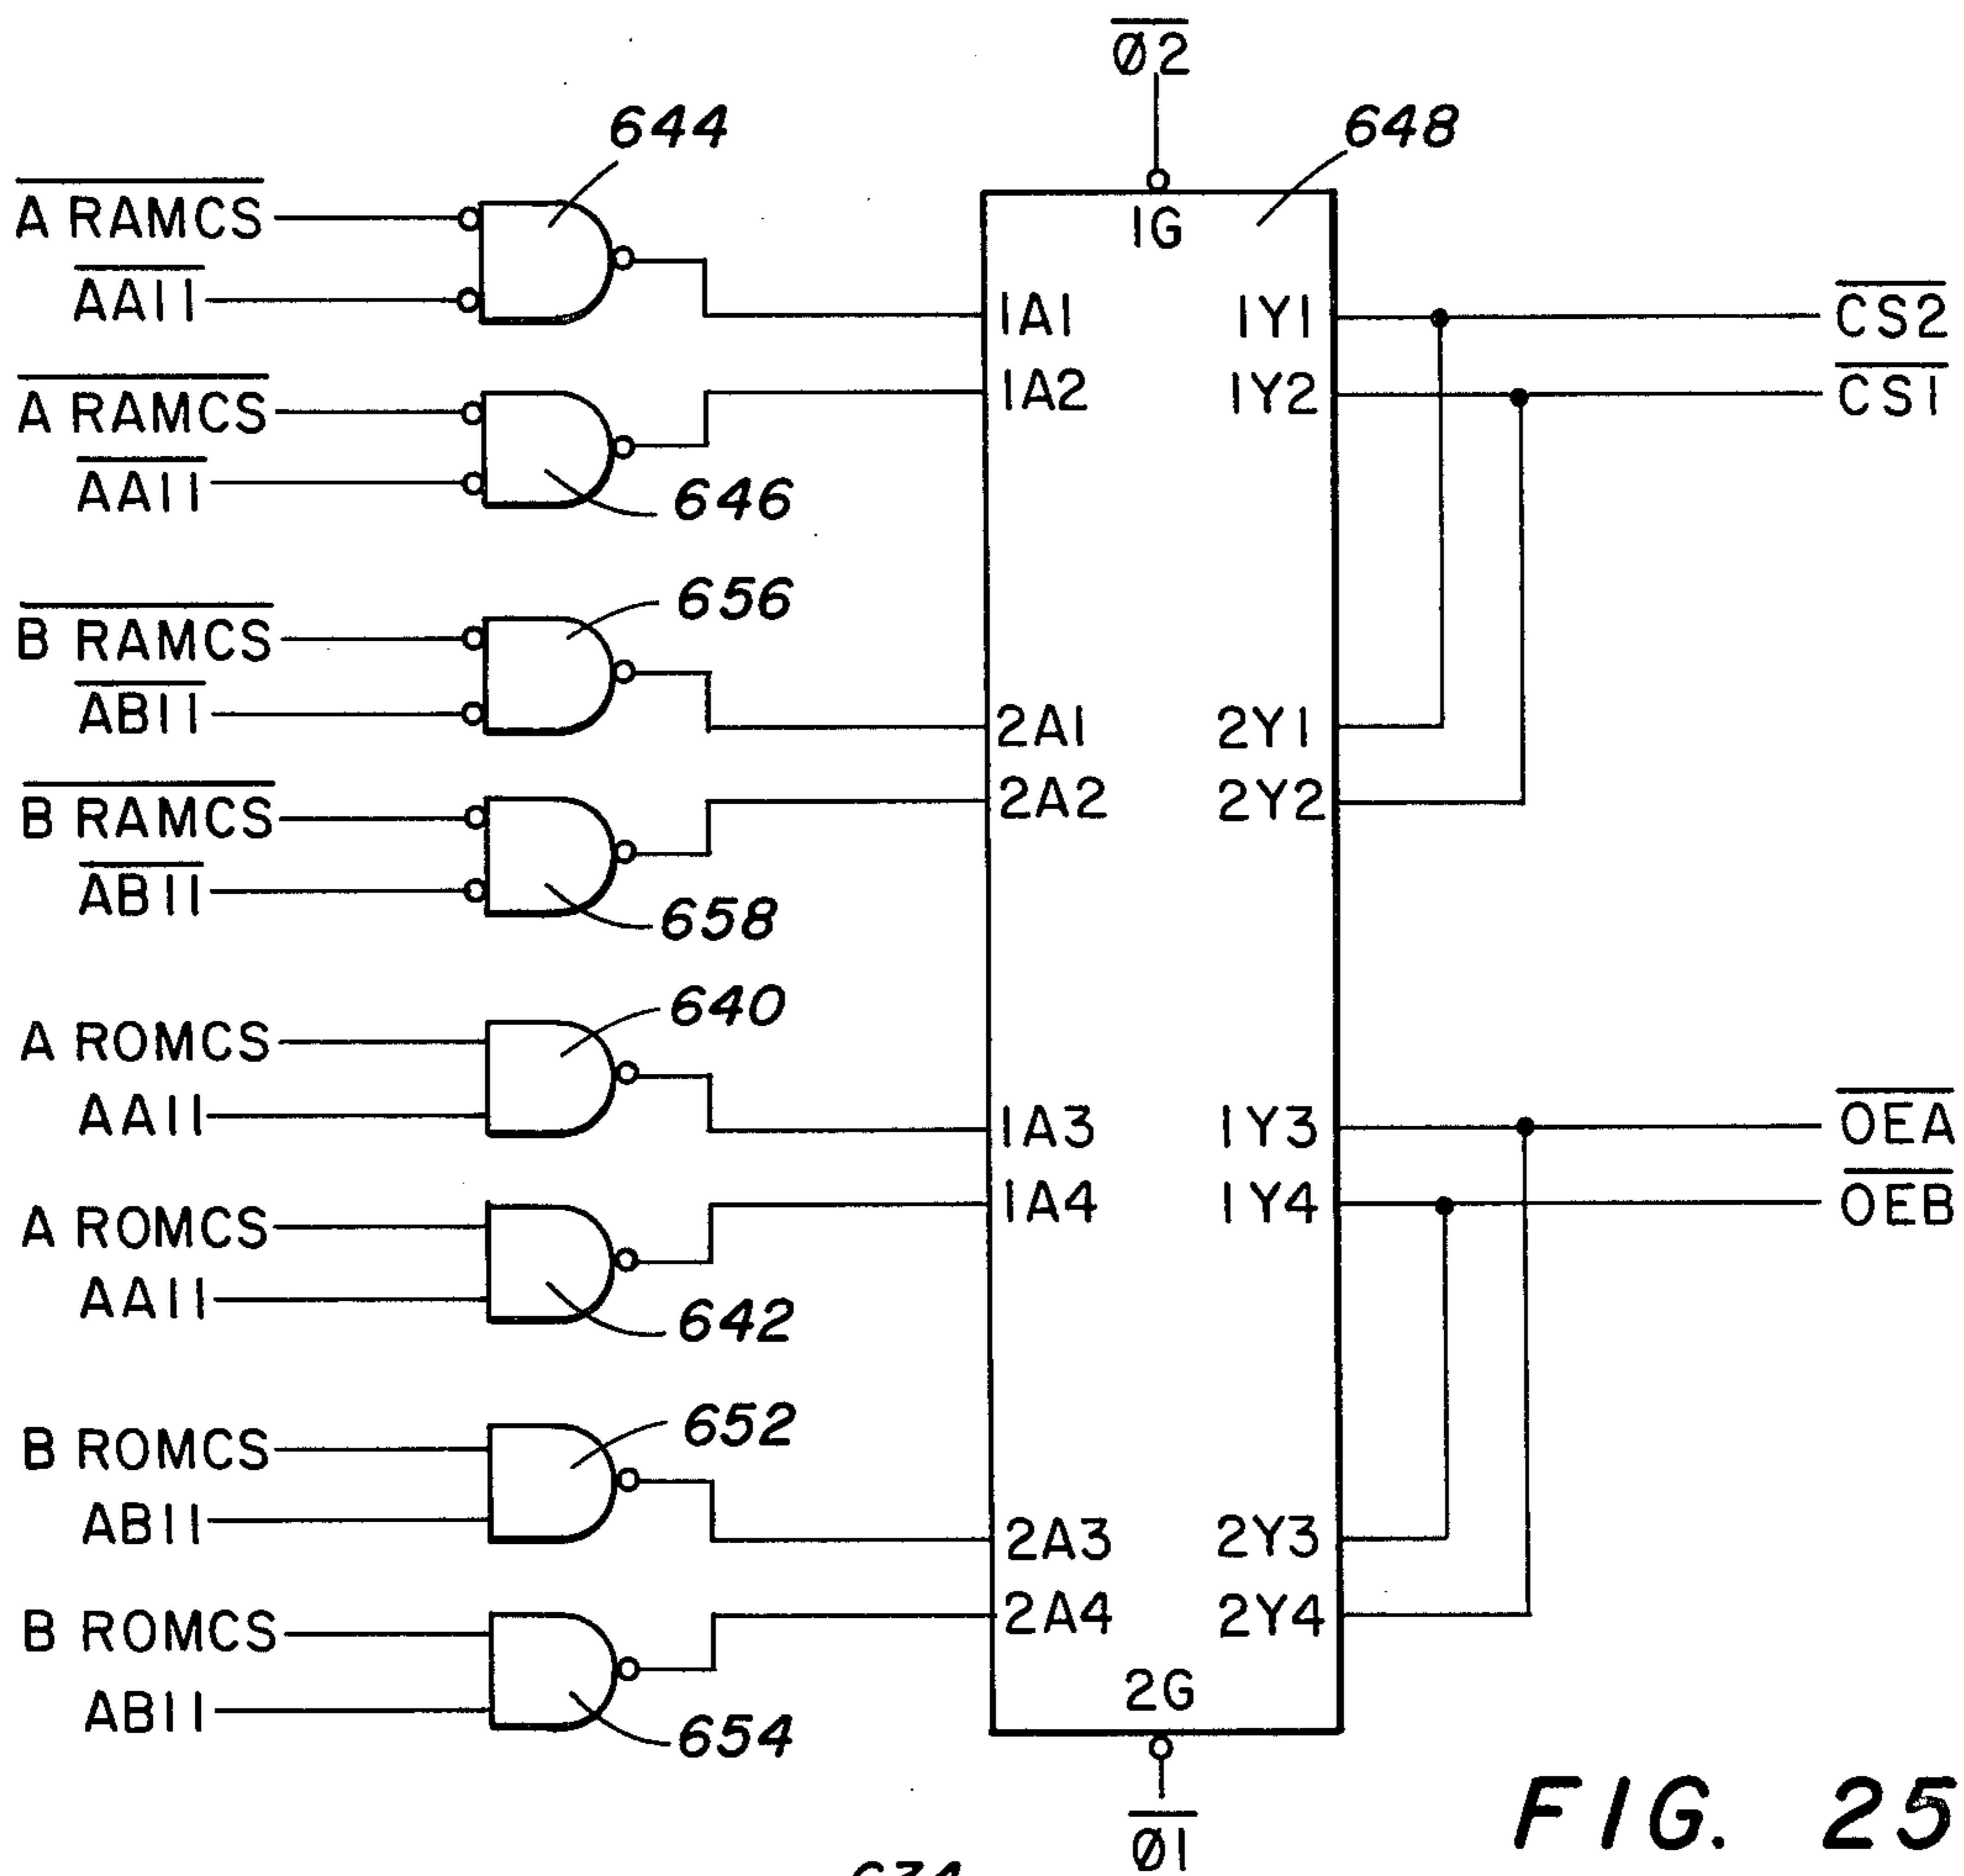 Ø2
644
648
A RAMCS
AA11
1G
1A1 1Y1 CS2
A RAMCS
1A2 1Y2 CS1
AA11
646
656
B RAMCS
AB11
2A1 2Y1
B RAMCS
2A2 2Y2
AB11
658
640
A ROMCS
AA11
1A3 1Y3 OEA
A ROMCS
1A4 1Y4 OEB
AA11
642
652
B ROMCS
AB11
2A3 2Y3
B ROMCS
2A4 2Y4
AB11
2G
654
Ø1
FIG. 25